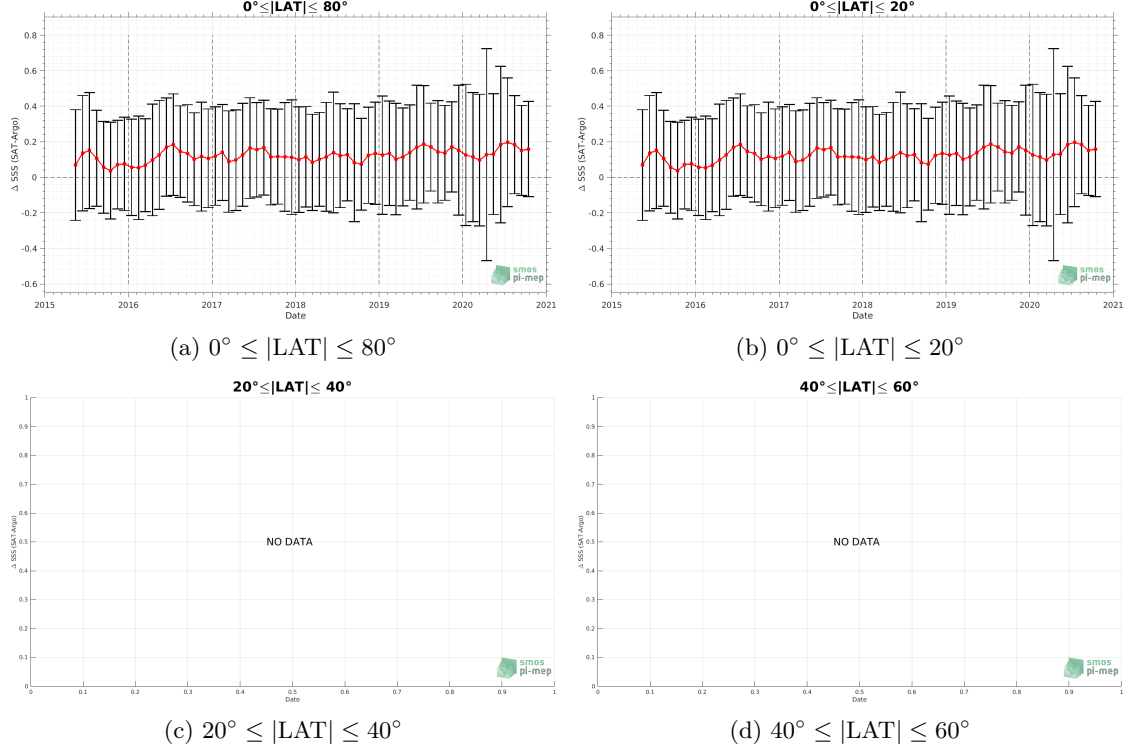 0°≤|LAT|≤ 80°
0.8
0.6
0.4
0.2
0
-0.2
-0.4
-0.6
Δ SSS (SAT-Argo)
2015 2016 2017 2018 2019 2020 2021
Date
smos
pi-mep
(a) 0° ≤ |LAT| ≤ 80°
0°≤|LAT|≤ 20°
0.8
0.6
0.4
0.2
0
-0.2
-0.4
-0.6
Δ SSS (SAT-Argo)
2015 2016 2017 2018 2019 2020 2021
Date
smos
pi-mep
(b) 0° ≤ |LAT| ≤ 20°
20°≤|LAT|≤ 40°
1
0.9
0.8
0.7
0.6
0.5
0.4
0.3
0.2
0.1
0
Δ SSS (SAT-Argo)
NO DATA
0 0.1 0.2 0.3 0.4 0.5 0.6 0.7 0.8 0.9 1
Date
smos
pi-mep
(c) 20° ≤ |LAT| ≤ 40°
40°≤|LAT|≤ 60°
1
0.9
0.8
0.7
0.6
0.5
0.4
0.3
0.2
0.1
0
Δ SSS (SAT-Argo)
NO DATA
0 0.1 0.2 0.3 0.4 0.5 0.6 0.7 0.8 0.9 1
Date
smos
pi-mep
(d) 40° ≤ |LAT| ≤ 60°